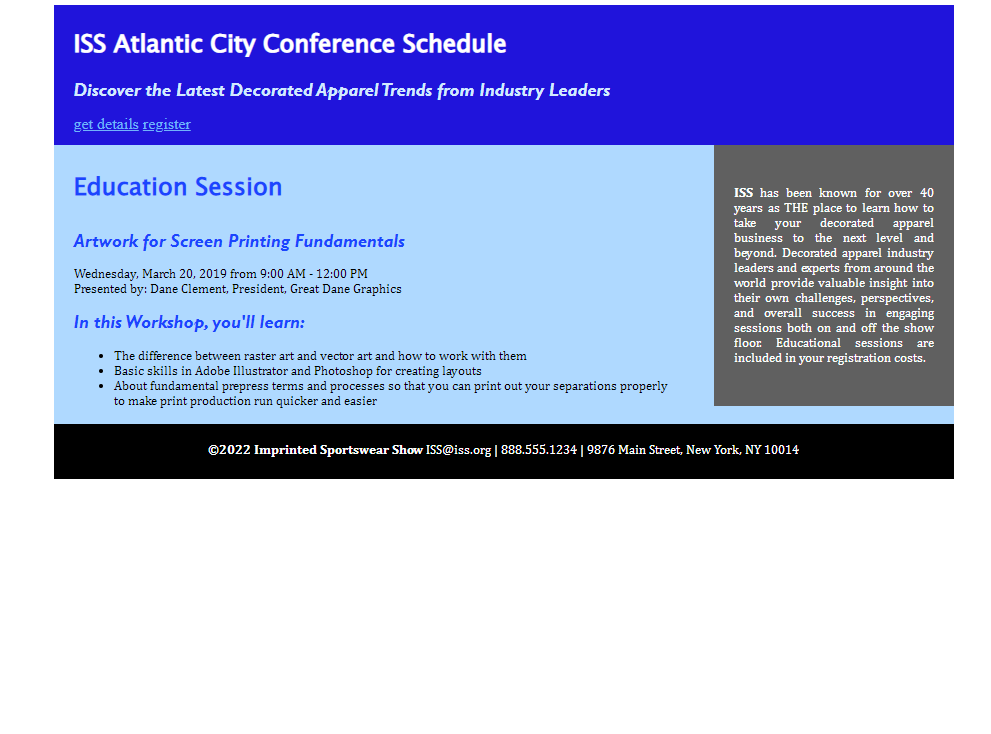 ISS Atlantic City Conference Schedule
Discover the Latest Decorated Apparel Trends from Industry Leaders
get details register
Education Session
Artwork for Screen Printing Fundamentals
Wednesday, March 20, 2019 from 9:00 AM - 12:00 PM
Presented by: Dane Clement, President, Great Dane Graphics
In this Workshop, you'll learn:
• The difference between raster art and vector art and how to work with them
• Basic skills in Adobe Illustrator and Photoshop for creating layouts
• About fundamental prepress terms and processes so that you can print out your separations properly
to make print production run quicker and easier
ISS has been known for over 40
years as THE place to learn how to
take your decorated apparel
business to the next level and
beyond. Decorated apparel industry
leaders and experts from around the
world provide valuable insight into
their own challenges, perspectives,
and overall success in engaging
sessions both on and off the show
floor. Educational sessions are
included in your registration costs.
©2022 Imprinted Sportswear Show ISS@iss.org | 888.555.1234 | 9876 Main Street, New York, NY 10014